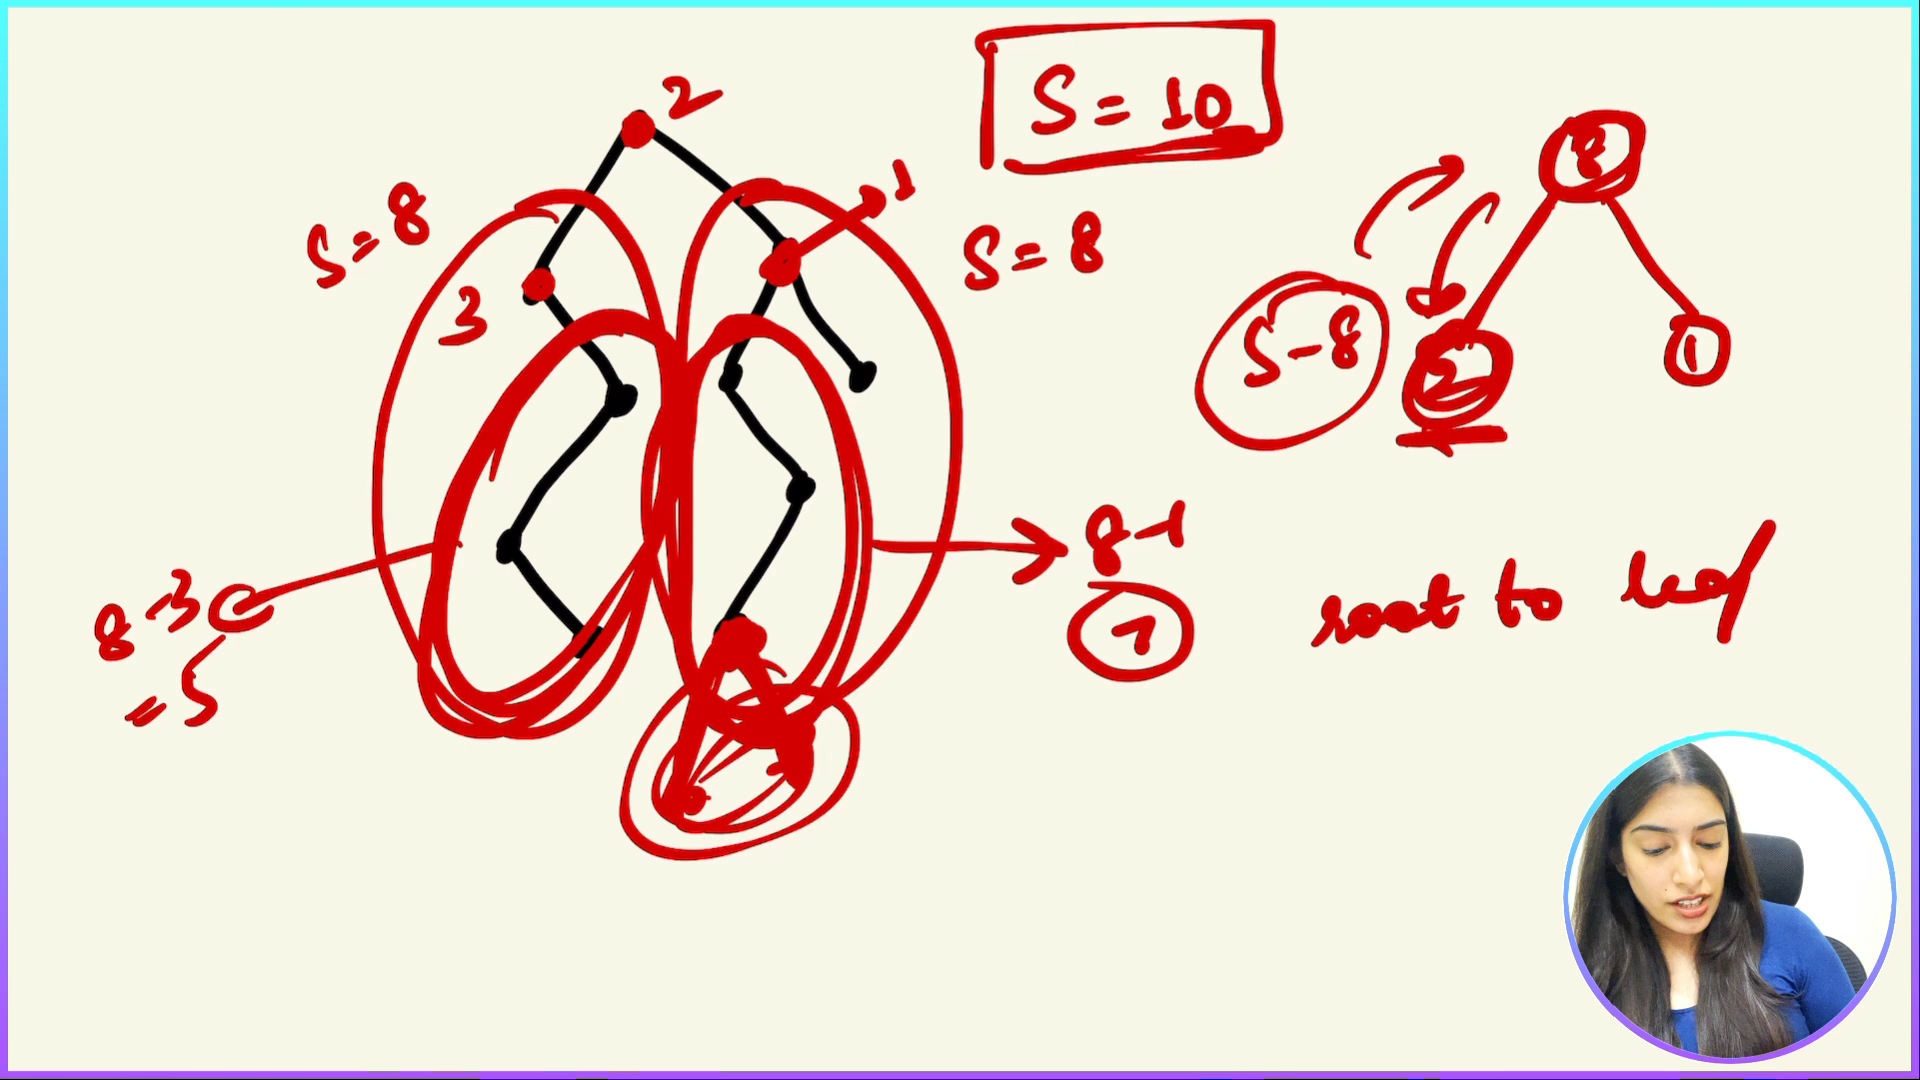 2
S = 10
S = 8
1
3
S = 8
S - 8
1
8 - 1
7
8 - 3
= 5
root to leaf